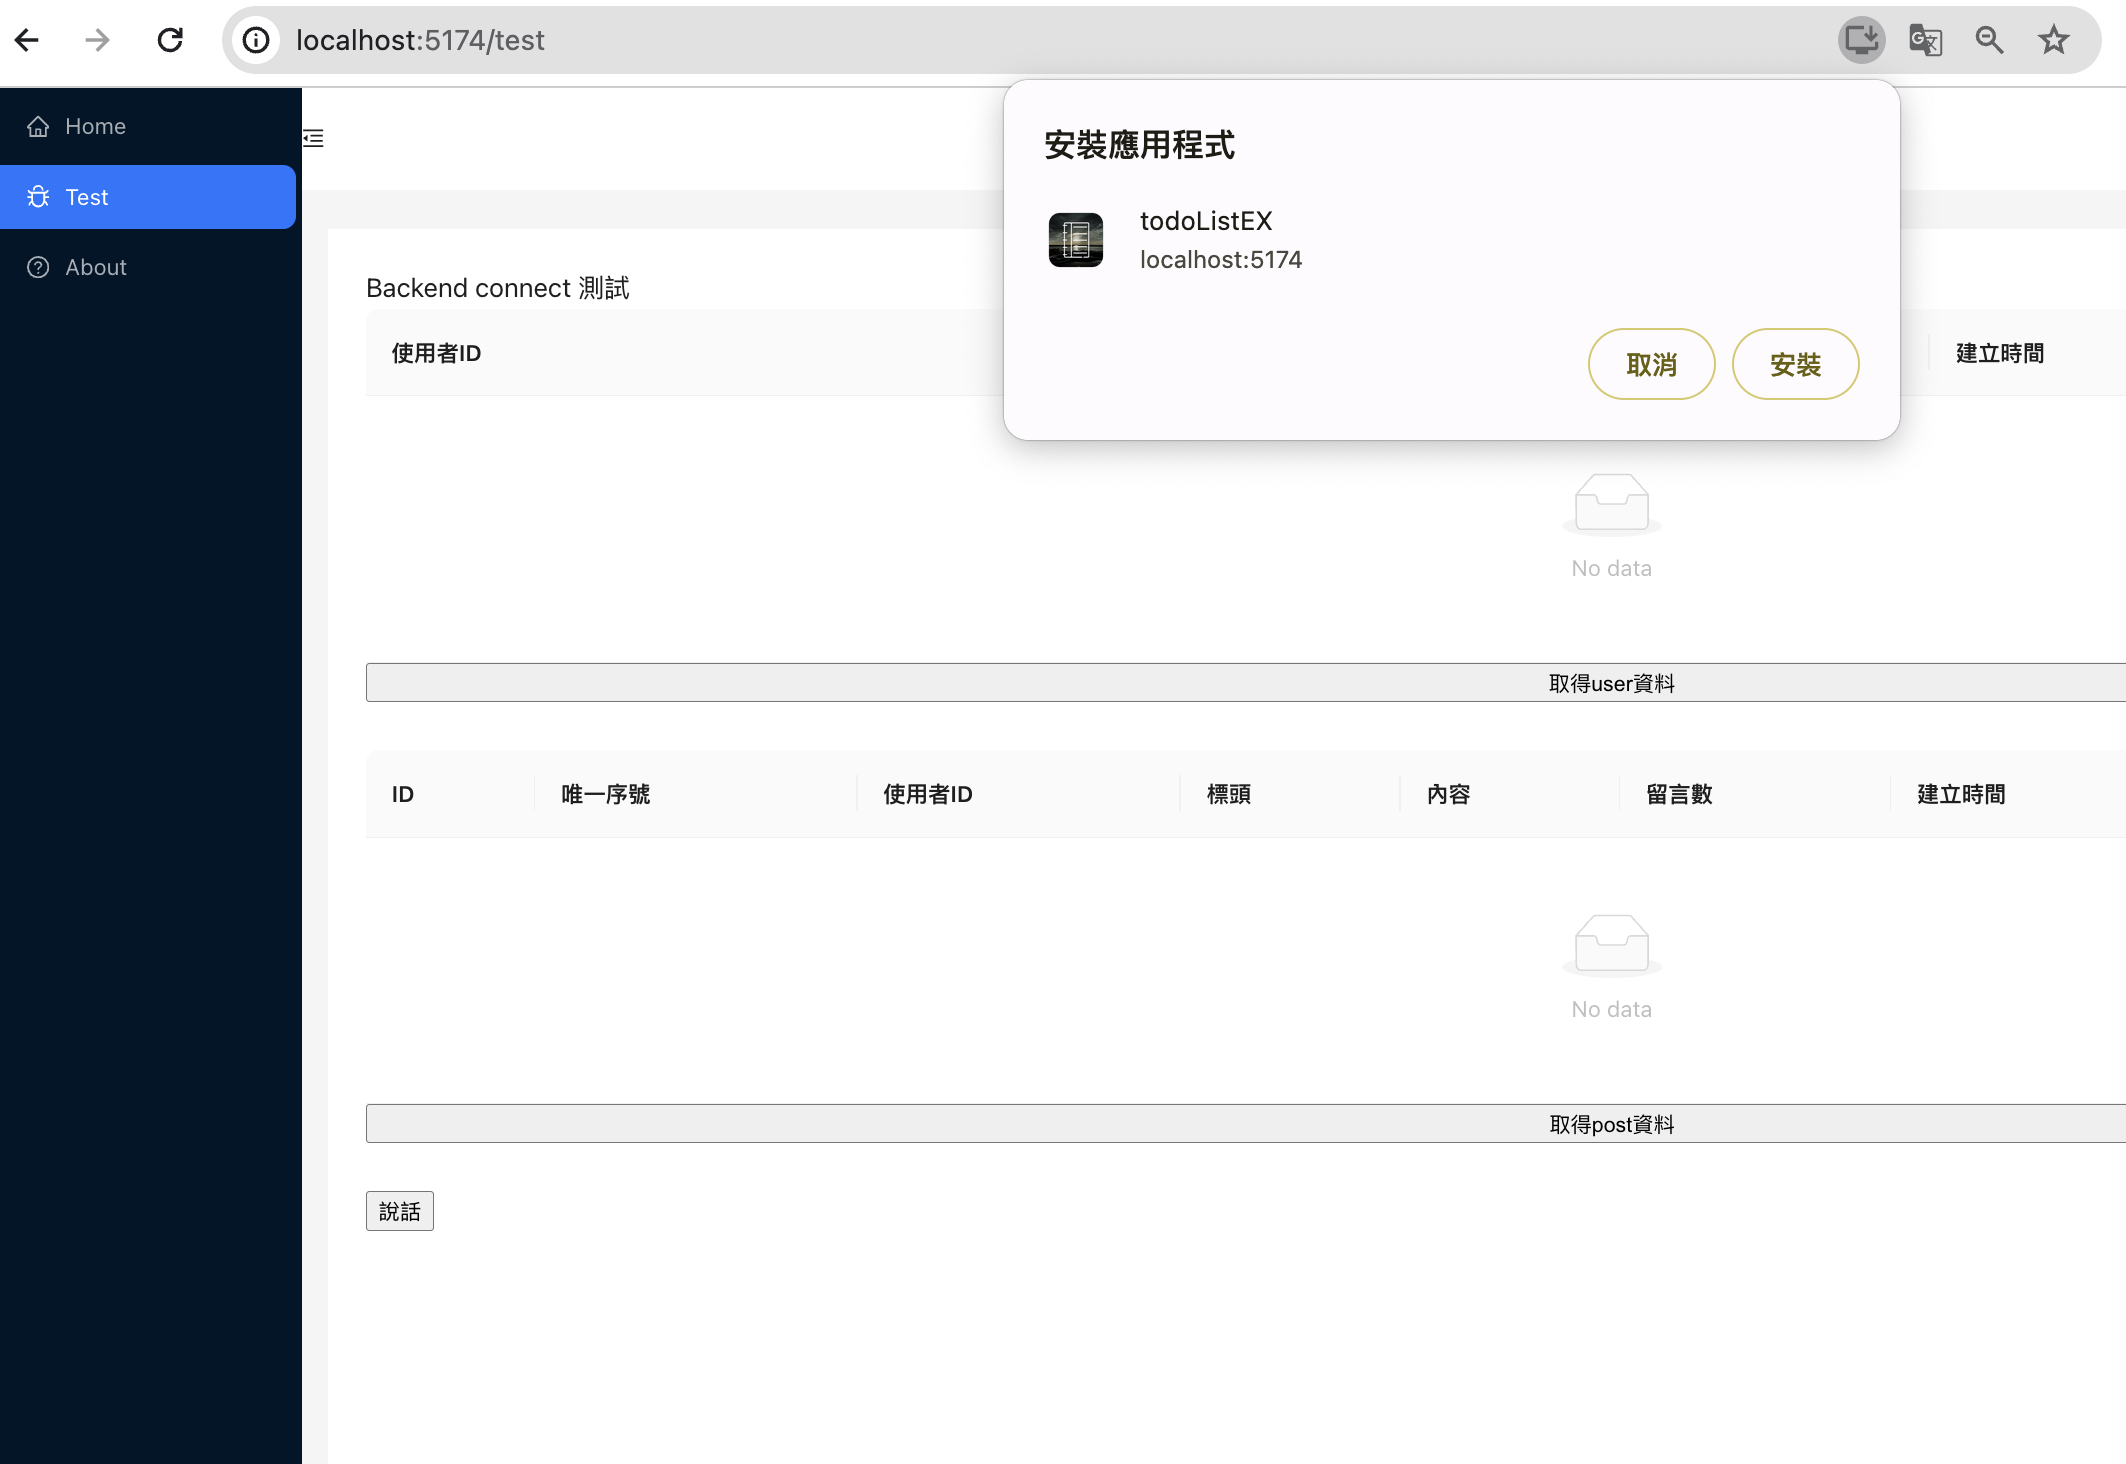 localhost:5174/test
Home
Test
About
安裝應用程式
todoListEX
localhost:5174
取消
安裝
Backend connect 測試
使用者ID
建立時間
No data
取得user資料
ID
唯一序號
使用者ID
標頭
內容
留言數
建立時間
No data
取得post資料
說話